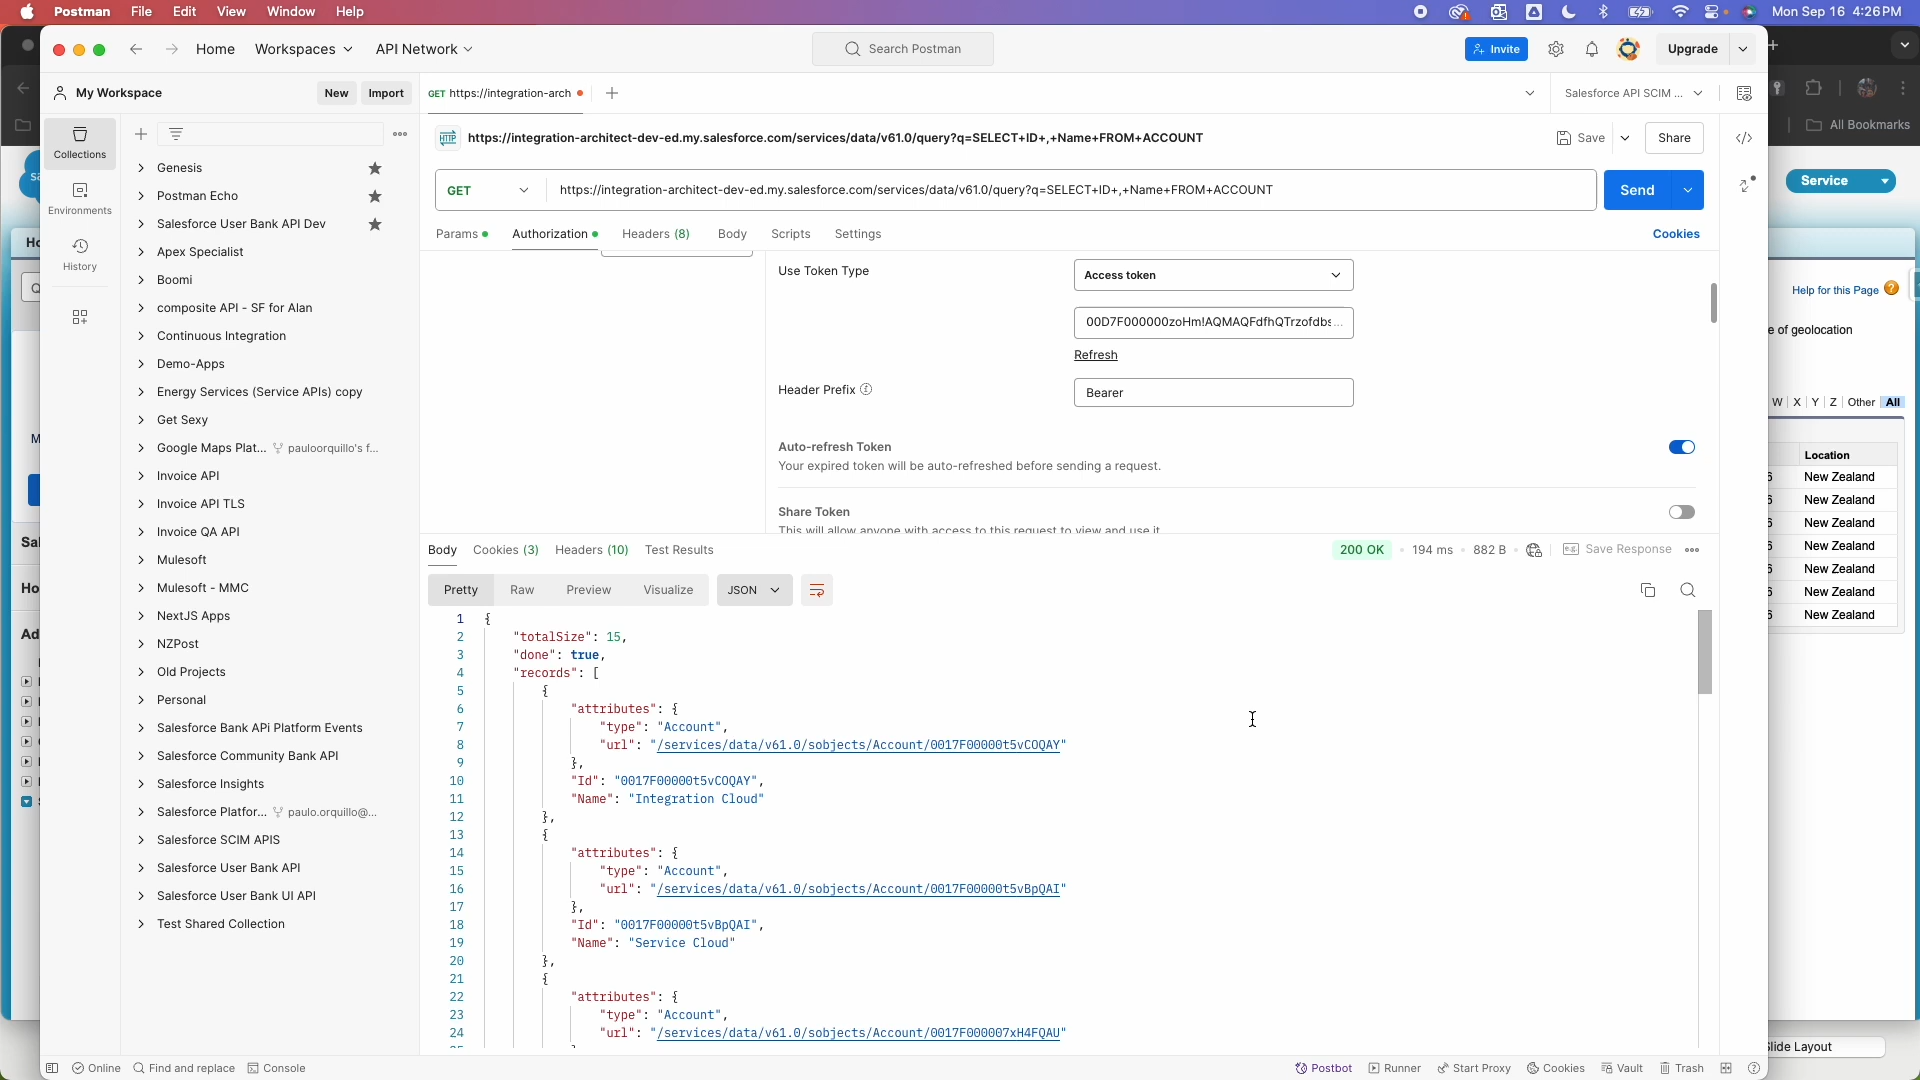 Postman File Edit View Window Help
Mon Sep 16 4:26 PM
Home Workspaces API Network
Search Postman
Invite
Upgrade
My Workspace
New Import
GET https://integration-arch
Salesforce API SCIM ...
All Bookmarks
Collections
Environments
History
Genesis
Postman Echo
Salesforce User Bank API Dev
Apex Specialist
Boomi
composite API - SF for Alan
Continuous Integration
Demo-Apps
Energy Services (Service APIs) copy
Get Sexy
Google Maps Plat... pauloorquillo's f...
Invoice API
Invoice API TLS
Invoice QA API
Mulesoft
Mulesoft - MMC
NextJS Apps
NZPost
Old Projects
Personal
Salesforce Bank APi Platform Events
Salesforce Community Bank API
Salesforce Insights
Salesforce Platfor... paulo.orquillo@...
Salesforce SCIM APIS
Salesforce User Bank API
Salesforce User Bank UI API
Test Shared Collection
HTTP https://integration-architect-dev-ed.my.salesforce.com/services/data/v61.0/query?q=SELECT+ID+,+Name+FROM+ACCOUNT
Save Share
GET https://integration-architect-dev-ed.my.salesforce.com/services/data/v61.0/query?q=SELECT+ID+,+Name+FROM+ACCOUNT
Send
Params Authorization Headers (8) Body Scripts Settings
Cookies
Use Token Type
Access token
00D7F000000zoHm!AQMAQFdfhQTrzofdbs...
Refresh
Header Prefix
Bearer
Auto-refresh Token
Your expired token will be auto-refreshed before sending a request.
Share Token
This will allow anyone with access to this request to view and use it
Body Cookies (3) Headers (10) Test Results
200 OK • 194 ms • 882 B
Save Response
Pretty Raw Preview Visualize JSON
1 {
2 "totalSize": 15,
3 "done": true,
4 "records": [
5 {
6 "attributes": {
7 "type": "Account",
8 "url": "/services/data/v61.0/sobjects/Account/0017F00000t5vCOQAY"
9 },
10 "Id": "0017F00000t5vCOQAY",
11 "Name": "Integration Cloud"
12 },
13 {
14 "attributes": {
15 "type": "Account",
16 "url": "/services/data/v61.0/sobjects/Account/0017F00000t5vBpQAI"
17 },
18 "Id": "0017F00000t5vBpQAI",
19 "Name": "Service Cloud"
20 },
21 {
22 "attributes": {
23 "type": "Account",
24 "url": "/services/data/v61.0/sobjects/Account/0017F000007xH4FQAU"
Online Find and replace Console
Postbot Runner Start Proxy Cookies Vault Trash
Service
Help for this Page
e of geolocation
W X Y Z Other All
Location
New Zealand
New Zealand
New Zealand
New Zealand
New Zealand
New Zealand
New Zealand
Slide Layout